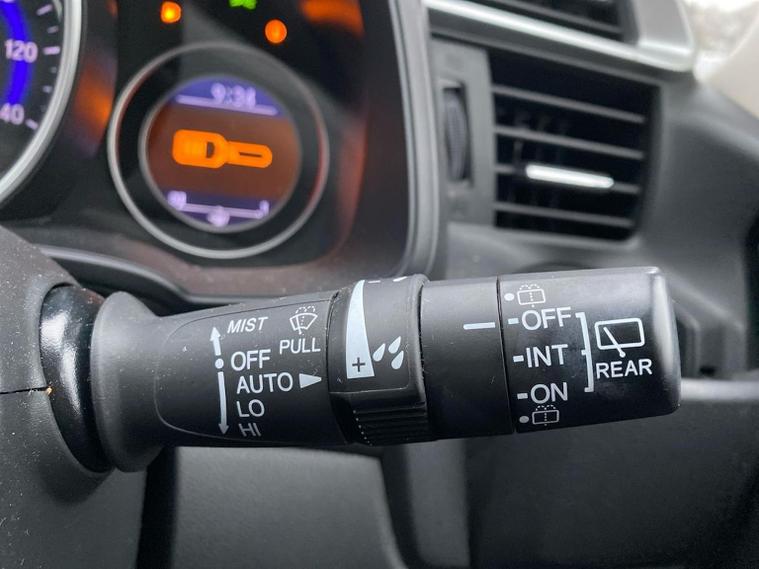 120
40
9:34
MIST
PULL
OFF
AUTO
LO
HI
+
OFF
INT
ON
REAR